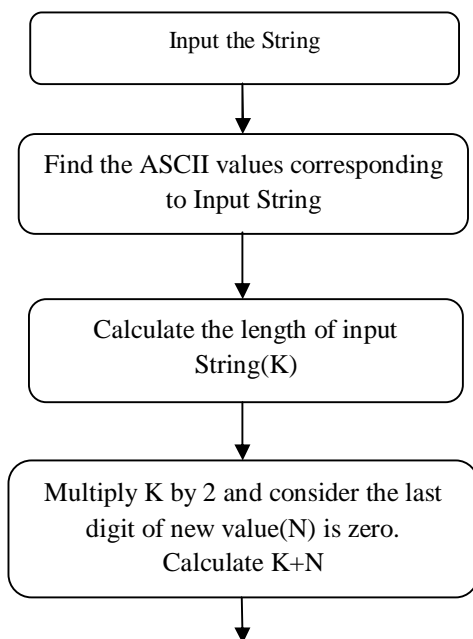 Input the String
Find the ASCII values corresponding
to Input String
Calculate the length of input
String(K)
Multiply K by 2 and consider the last
digit of new value(N) is zero.
Calculate K+N